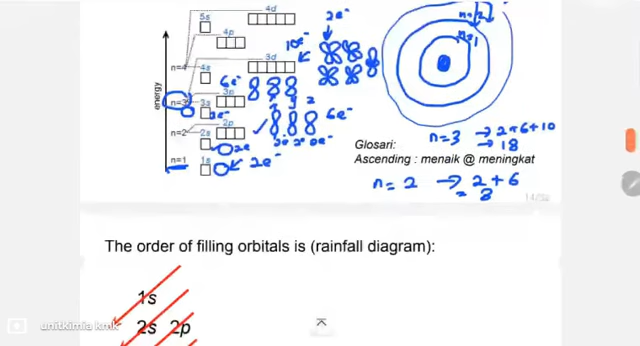 4d
5s
4p
2e⁻
n=2
n=1
10e⁻
3d
n=4 4s
6e⁻
3p
n=3 3s
energy
2p
6e⁻
n=2 2s
2e⁻
Glosari:
n=3 → 2+6+10
→ 18
Ascending : menaik @ meningkat
n=1 1s
2e⁻
n = 2 → 2 + 6
= 8
The order of filling orbitals is (rainfall diagram):
1s
unitkimia kmk
2s 2p